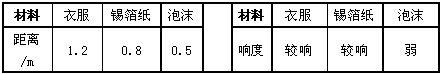 材料 衣服 锡箔纸 泡沫 材料 衣服 锡箔纸 泡沫
距离/m 1.2 0.8 0.5 响度 较响 较响 弱